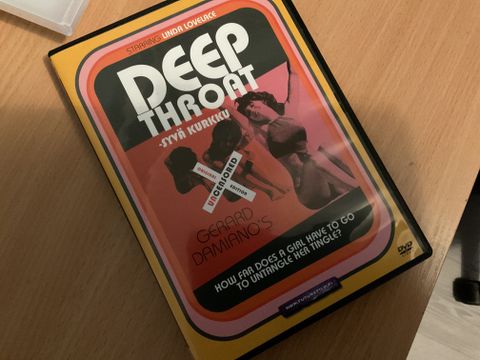 STARRING: LINDA LOVELACE
DEEP
THROAT
-SYVÄ KURKKU
ORIGINAL
UNCENSORED
EDITION
GERARD
DAMIANO'S
HOW FAR DOES A GIRL HAVE TO GO
TO UNTANGLE HER TINGLE?
DVD